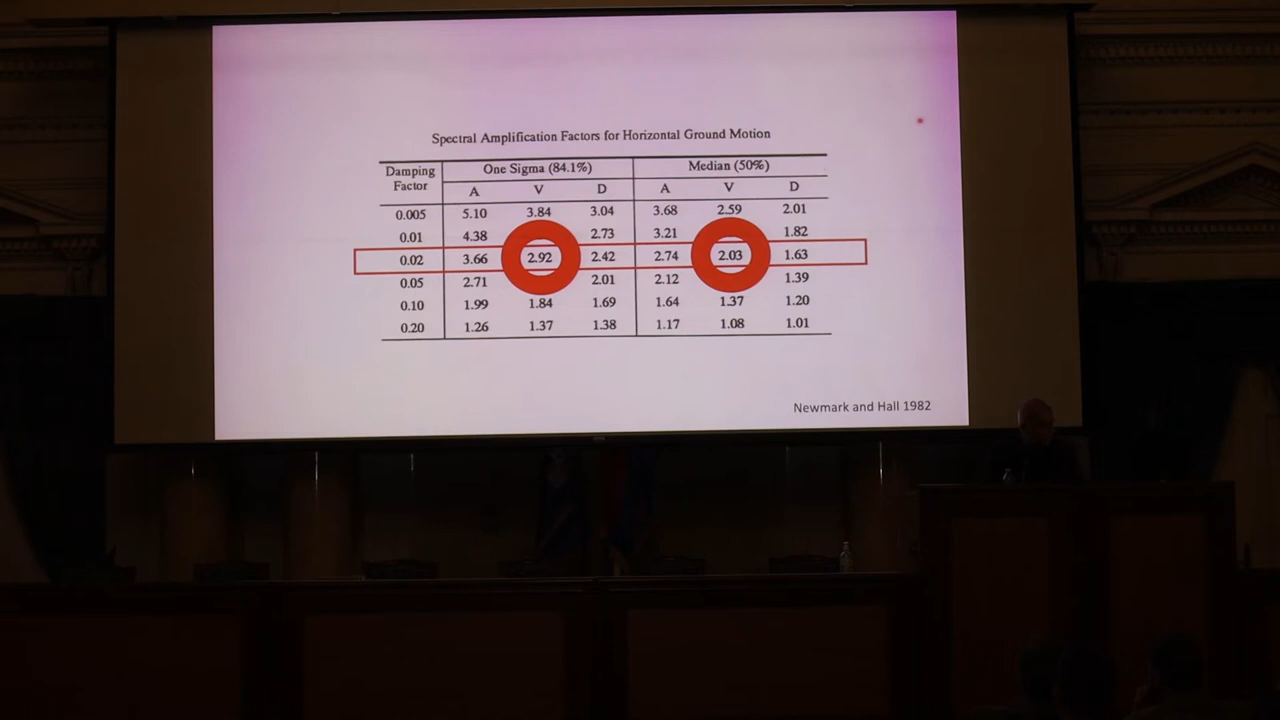 Spectral Amplification Factors for Horizontal Ground Motion
Damping Factor One Sigma (84.1%) Median (50%)
A V D A V D
0.005 5.10 3.84 3.04 3.68 2.59 2.01
0.01 4.38 2.73 3.21 1.82
0.02 3.66 2.92 2.42 2.74 2.03 1.63
0.05 2.71 2.01 2.12 1.39
0.10 1.99 1.84 1.69 1.64 1.37 1.20
0.20 1.26 1.37 1.38 1.17 1.08 1.01
Newmark and Hall 1982